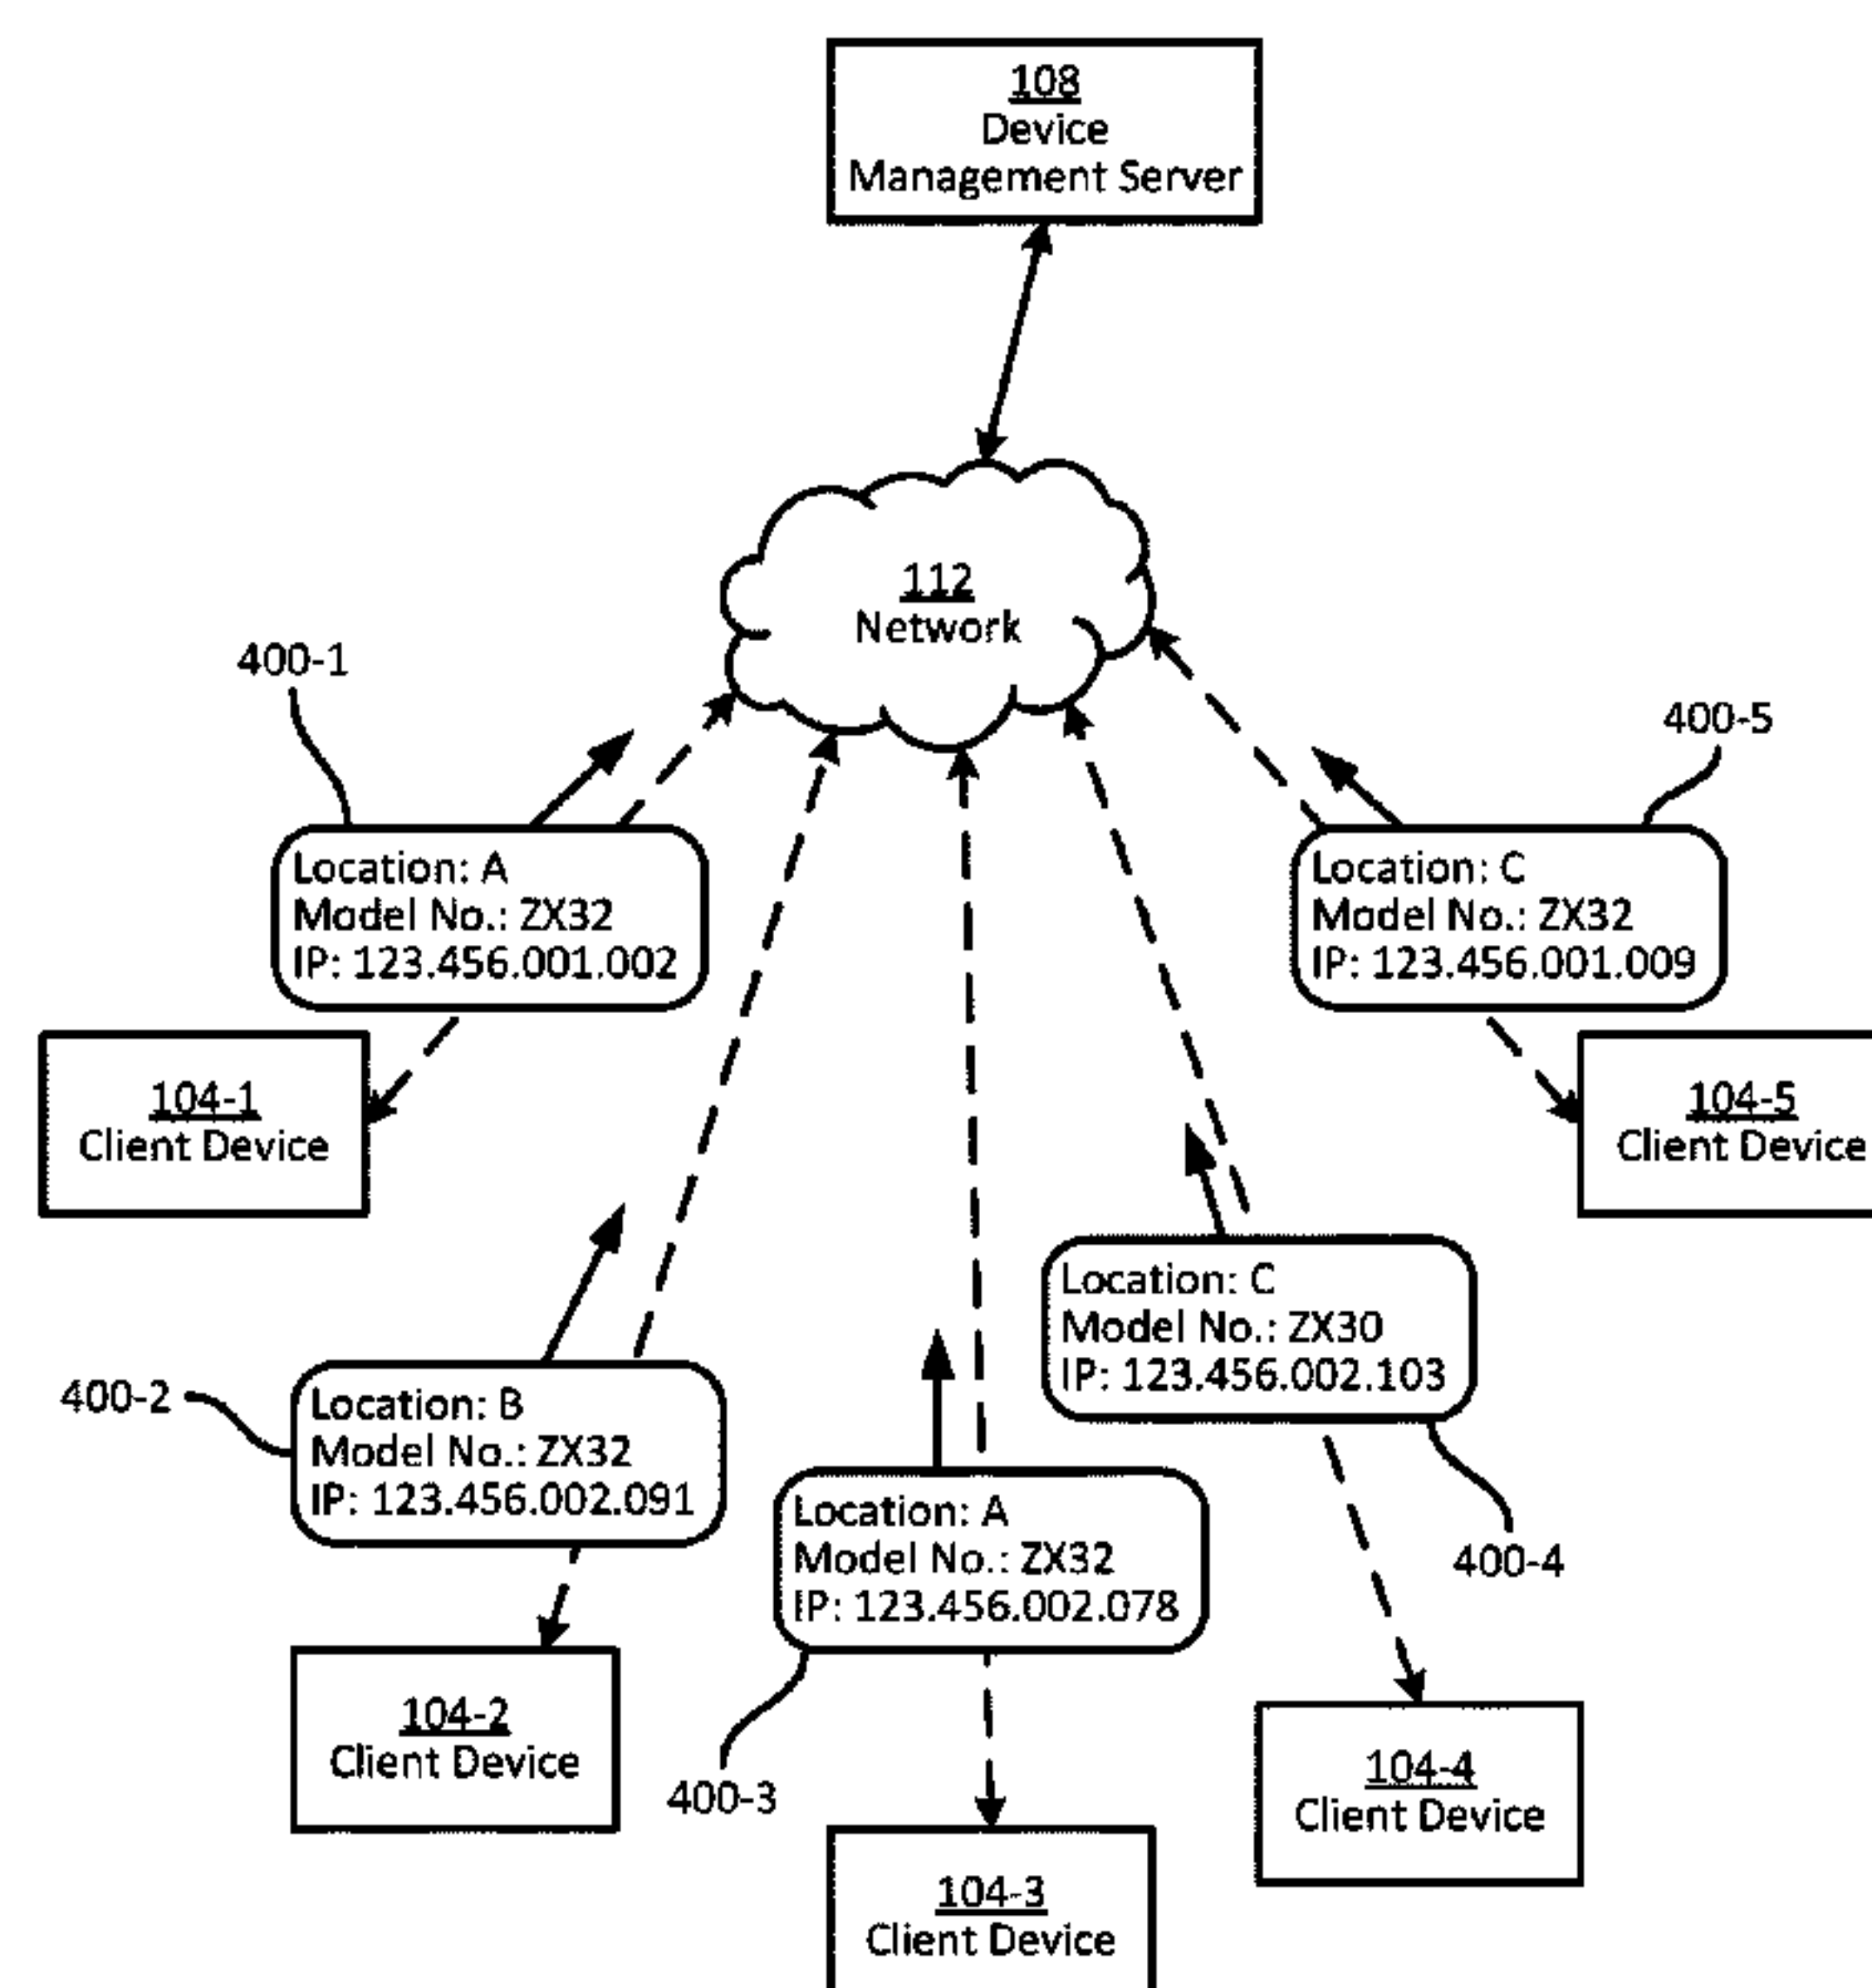 108
Device
Management Server
112
Network
400-1
400-5
Location: A
Model No.: ZX32
IP: 123.456.001.002
Location: C
Model No.: ZX32
IP: 123.456.001.009
104-1
Client Device
104-5
Client Device
Location: C
Model No.: ZX30
IP: 123.456.002.103
400-2
Location: B
Model No.: ZX32
IP: 123.456.002.091
Location: A
Model No.: ZX32
IP: 123.456.002.078
400-4
104-2
Client Device
400-3
104-4
Client Device
104-3
Client Device